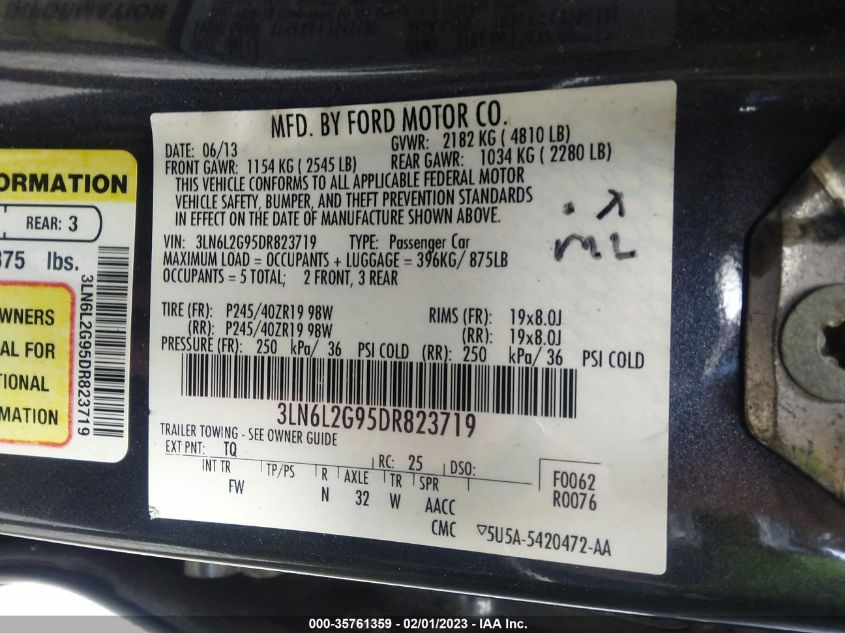 INFORMATION
MFD. BY FORD MOTOR CO.
DATE: 06/13
GVWR: 2182 KG ( 4810 LB)
FRONT GAWR: 1154 KG ( 2545 LB)
REAR GAWR: 1034 KG ( 2280 LB)
THIS VEHICLE CONFORMS TO ALL APPLICABLE FEDERAL MOTOR
VEHICLE SAFETY, BUMPER, AND THEFT PREVENTION STANDARDS
IN EFFECT ON THE DATE OF MANUFACTURE SHOWN ABOVE.
VIN: 3LN6L2G95DR823719 TYPE: Passenger Car
MAXIMUM LOAD = OCCUPANTS + LUGGAGE = 396KG/ 875LB
OCCUPANTS = 5 TOTAL; 2 FRONT, 3 REAR
ML
TIRE (FR): P245/40ZR19 98W RIMS (FR): 19x8.0J
(RR): P245/40ZR19 98W (RR): 19x8.0J
PRESSURE (FR): 250 kPa/ 36 PSI COLD (RR): 250 kPa/ 36 PSI COLD
3LN6L2G95DR823719
TRAILER TOWING - SEE OWNER GUIDE
EXT PNT: TQ RC: 25 DSO:
INT TR TP/PS R AXLE TR SPR
FW N 32 W AACC
CMC
F0062
R0076
▽5U5A-5420472-AA
ORMATION
REAR: 3
375 lbs.
WNERS
AL FOR
TIONAL
MATION
3LN6L2G95DR823719
000-35761359 - 02/01/2023 - IAA Inc.